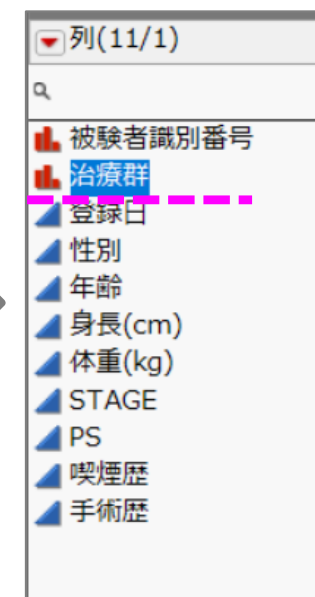 列(11/1)
被験者識別番号
治療群
登録日
性別
年齢
身長(cm)
体重(kg)
STAGE
PS
喫煙歴
手術歴